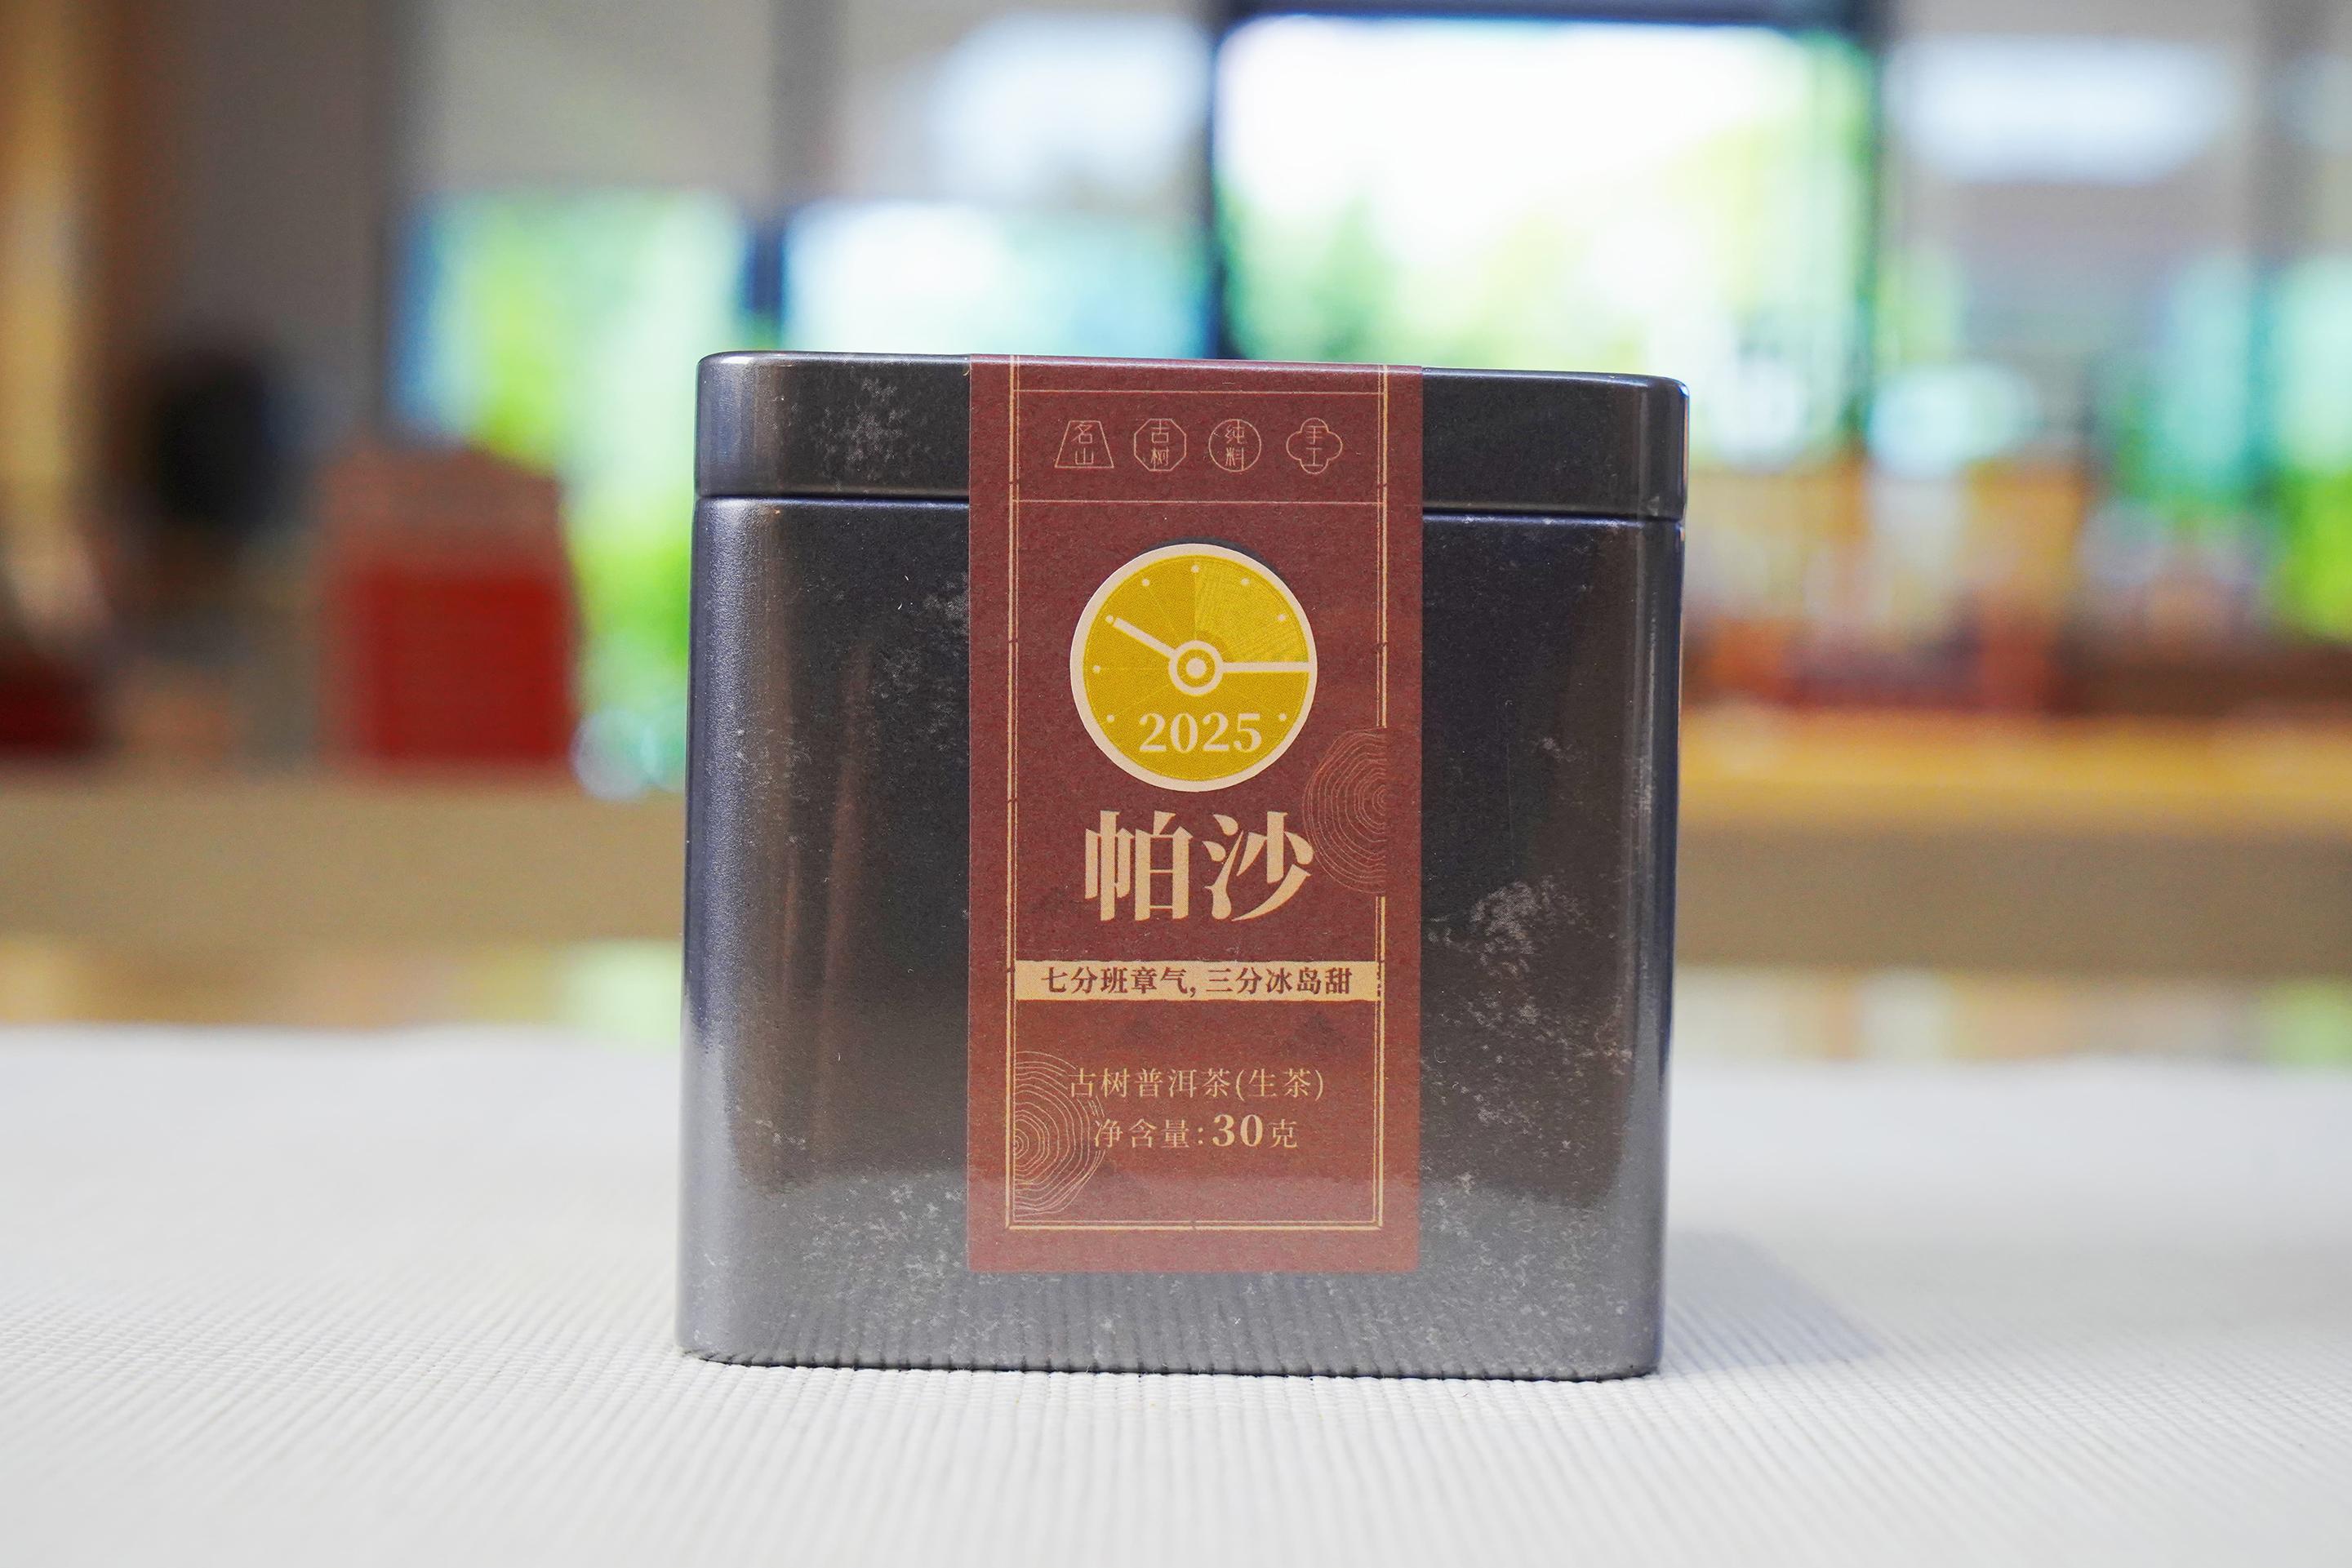 名山 古树 纯料 手工
2025
帕沙
七分班章气, 三分冰岛甜
古树普洱茶(生茶)
净含量:30克